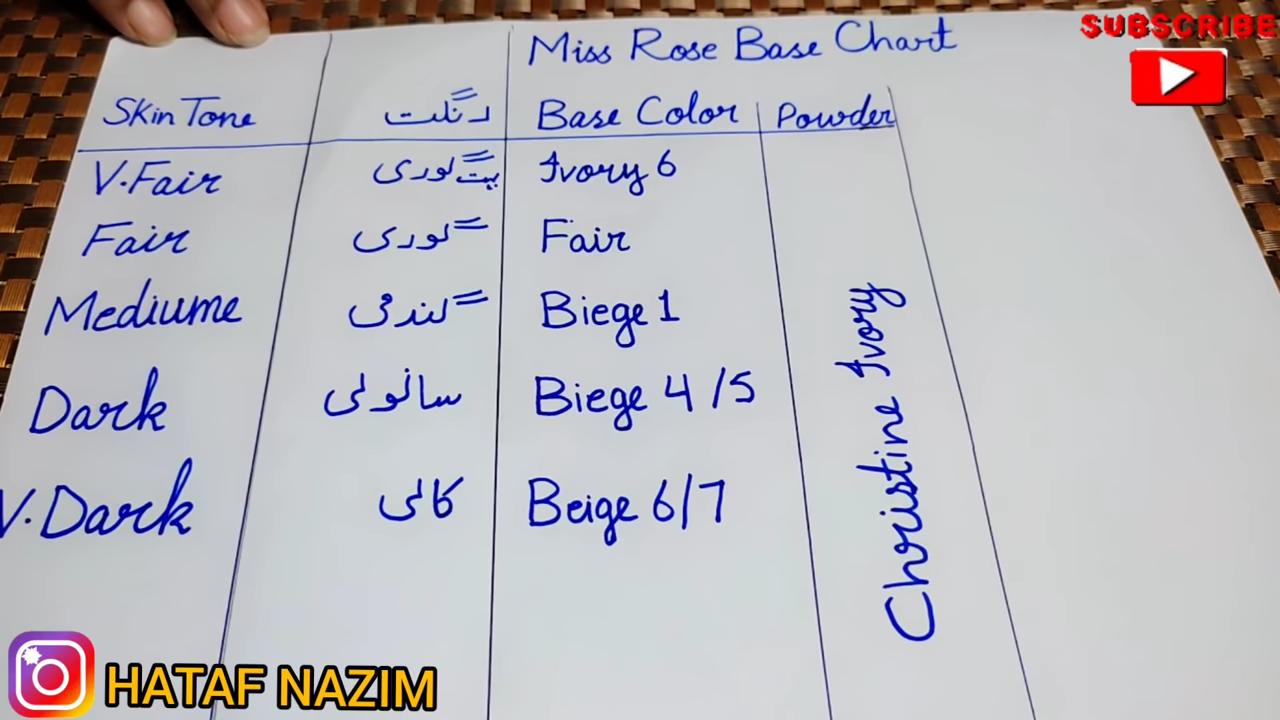 SUBSCRIBE
Miss Rose Base Chart
Skin Tone رنگت Base Color Powder
V.Fair بہت گوری Ivory 6
Fair گوری Fair
Mediume گندمی Biege 1
Dark سانولی Biege 4/5
V.Dark کالی Beige 6/7
Christine Ivory
HATAF NAZIM